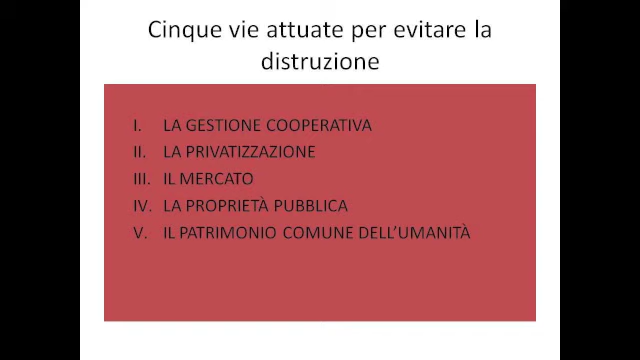 Cinque vie attuate per evitare la
distruzione
I. LA GESTIONE COOPERATIVA
II. LA PRIVATIZZAZIONE
III. IL MERCATO
IV. LA PROPRIETÀ PUBBLICA
V. IL PATRIMONIO COMUNE DELL’UMANITÀ